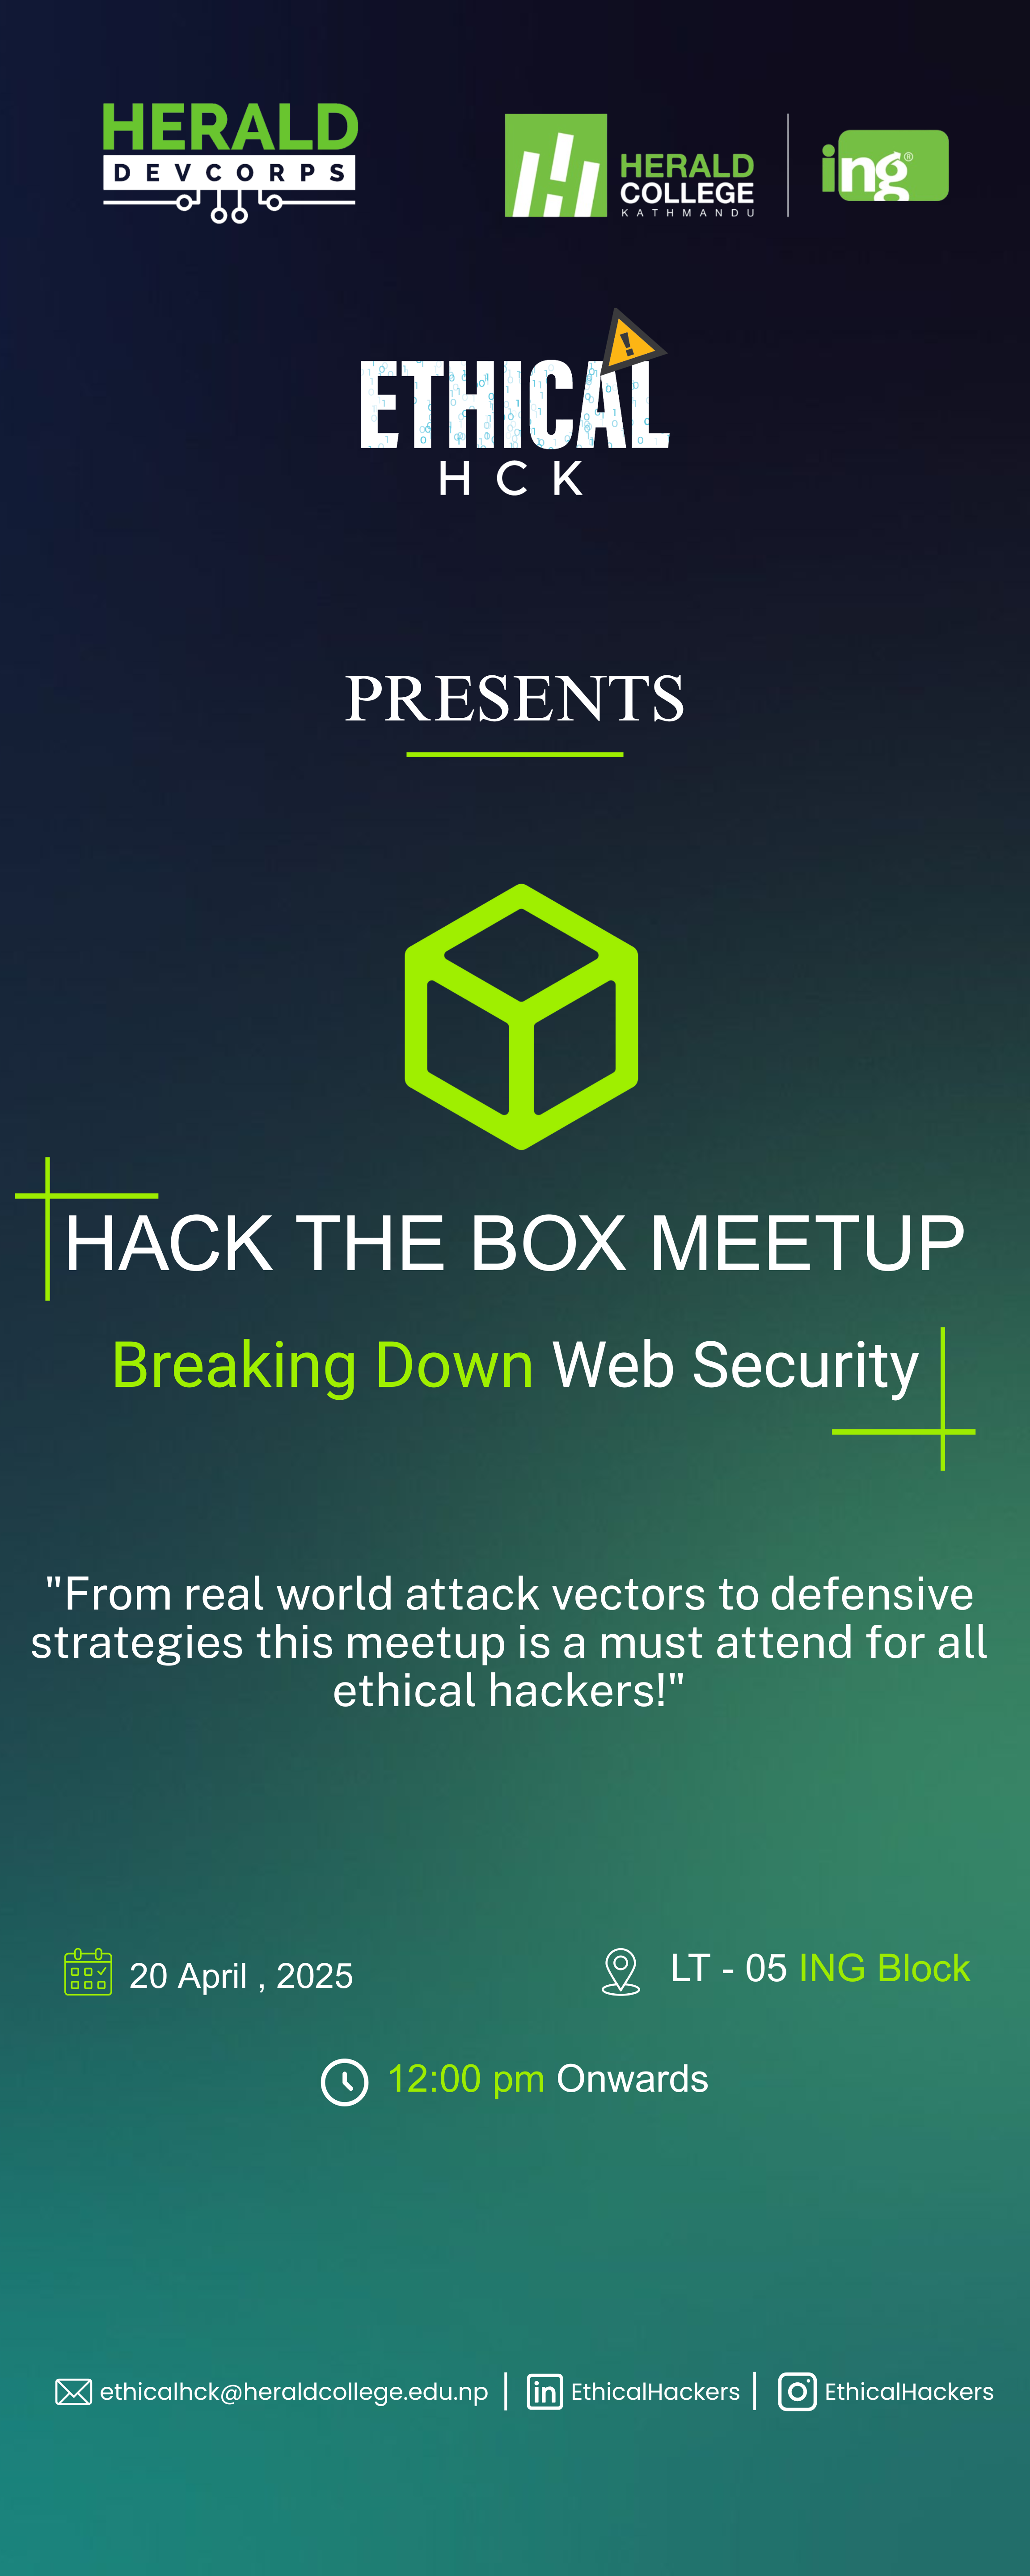 HERALD
DEVCORPS
HERALD
COLLEGE
KATHMANDU
ing®
ETHICAL
HCK
PRESENTS
HACK THE BOX MEETUP
Breaking Down Web Security
"From real world attack vectors to defensive
strategies this meetup is a must attend for all
ethical hackers!"
20 April , 2025
LT - 05 ING Block
12:00 pm Onwards
ethicalhck@heraldcollege.edu.np | EthicalHackers | EthicalHackers